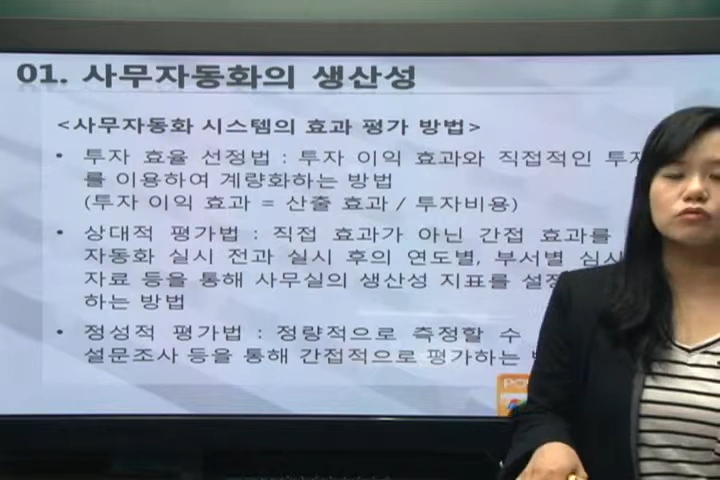 01. 사무자동화의 생산성
<사무자동화 시스템의 효과 평가 방법>
• 투자 효율 선정법 : 투자 이익 효과와 직접적인 투자
를 이용하여 계량화하는 방법
(투자 이익 효과 = 산출 효과 / 투자비용)
• 상대적 평가법 : 직접 효과가 아닌 간접 효과를
자동화 실시 전과 실시 후의 연도별, 부서별 심사
자료 등을 통해 사무실의 생산성 지표를 설정
하는 방법
• 정성적 평가법 : 정량적으로 측정할 수
설문조사 등을 통해 간접적으로 평가하는